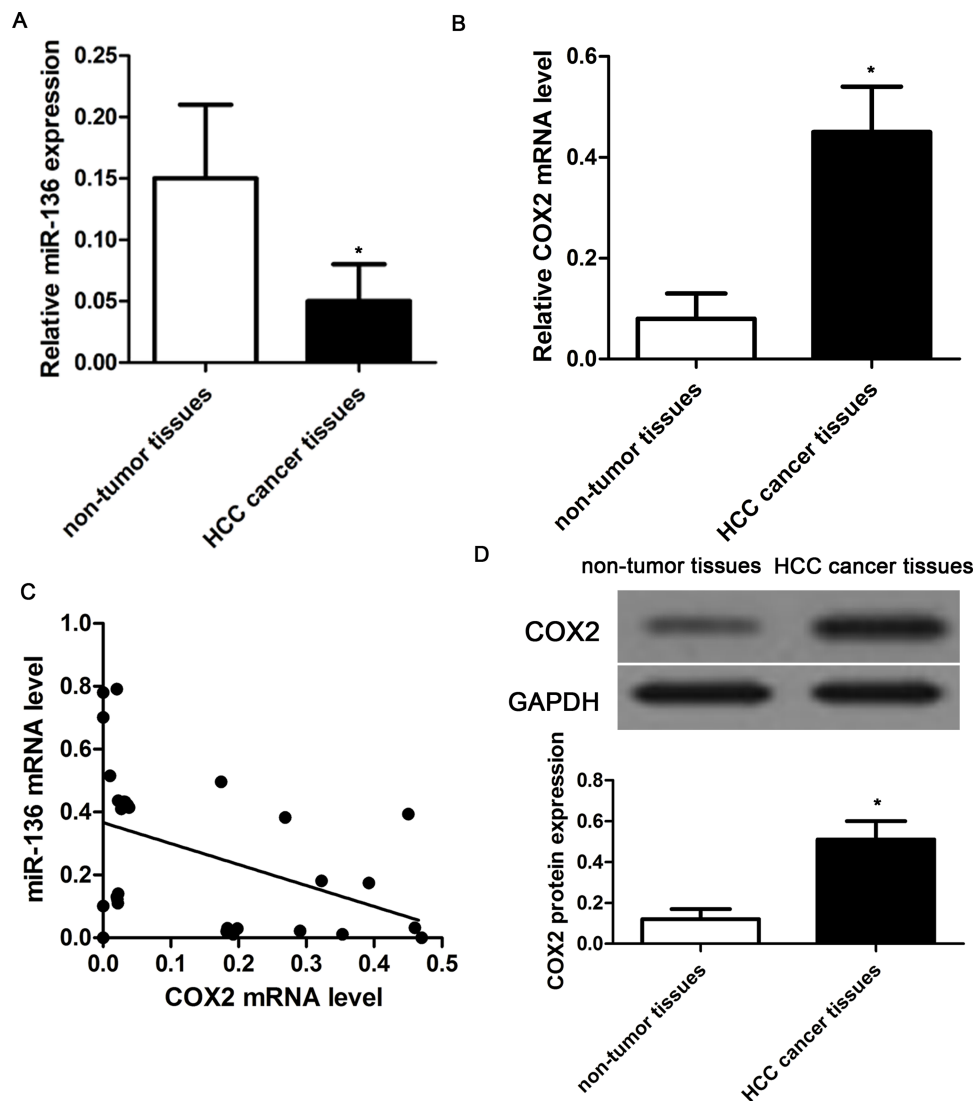 A
Relative miR-136 expression
0.25
0.20
0.15
0.10
0.05
0.00
*
non-tumor tissues
HCC cancer tissues
B
Relative COX2 mRNA level
0.6
0.4
0.2
0.0
*
non-tumor tissues
HCC cancer tissues
C
miR-136 mRNA level
1.0
0.8
0.6
0.4
0.2
0.0
0.0 0.1 0.2 0.3 0.4 0.5
COX2 mRNA level
D
non-tumor tissues HCC cancer tissues
COX2
GAPDH
COX2 protein expression
0.8
0.6
0.4
0.2
0.0
*
non-tumor tissues
HCC cancer tissues